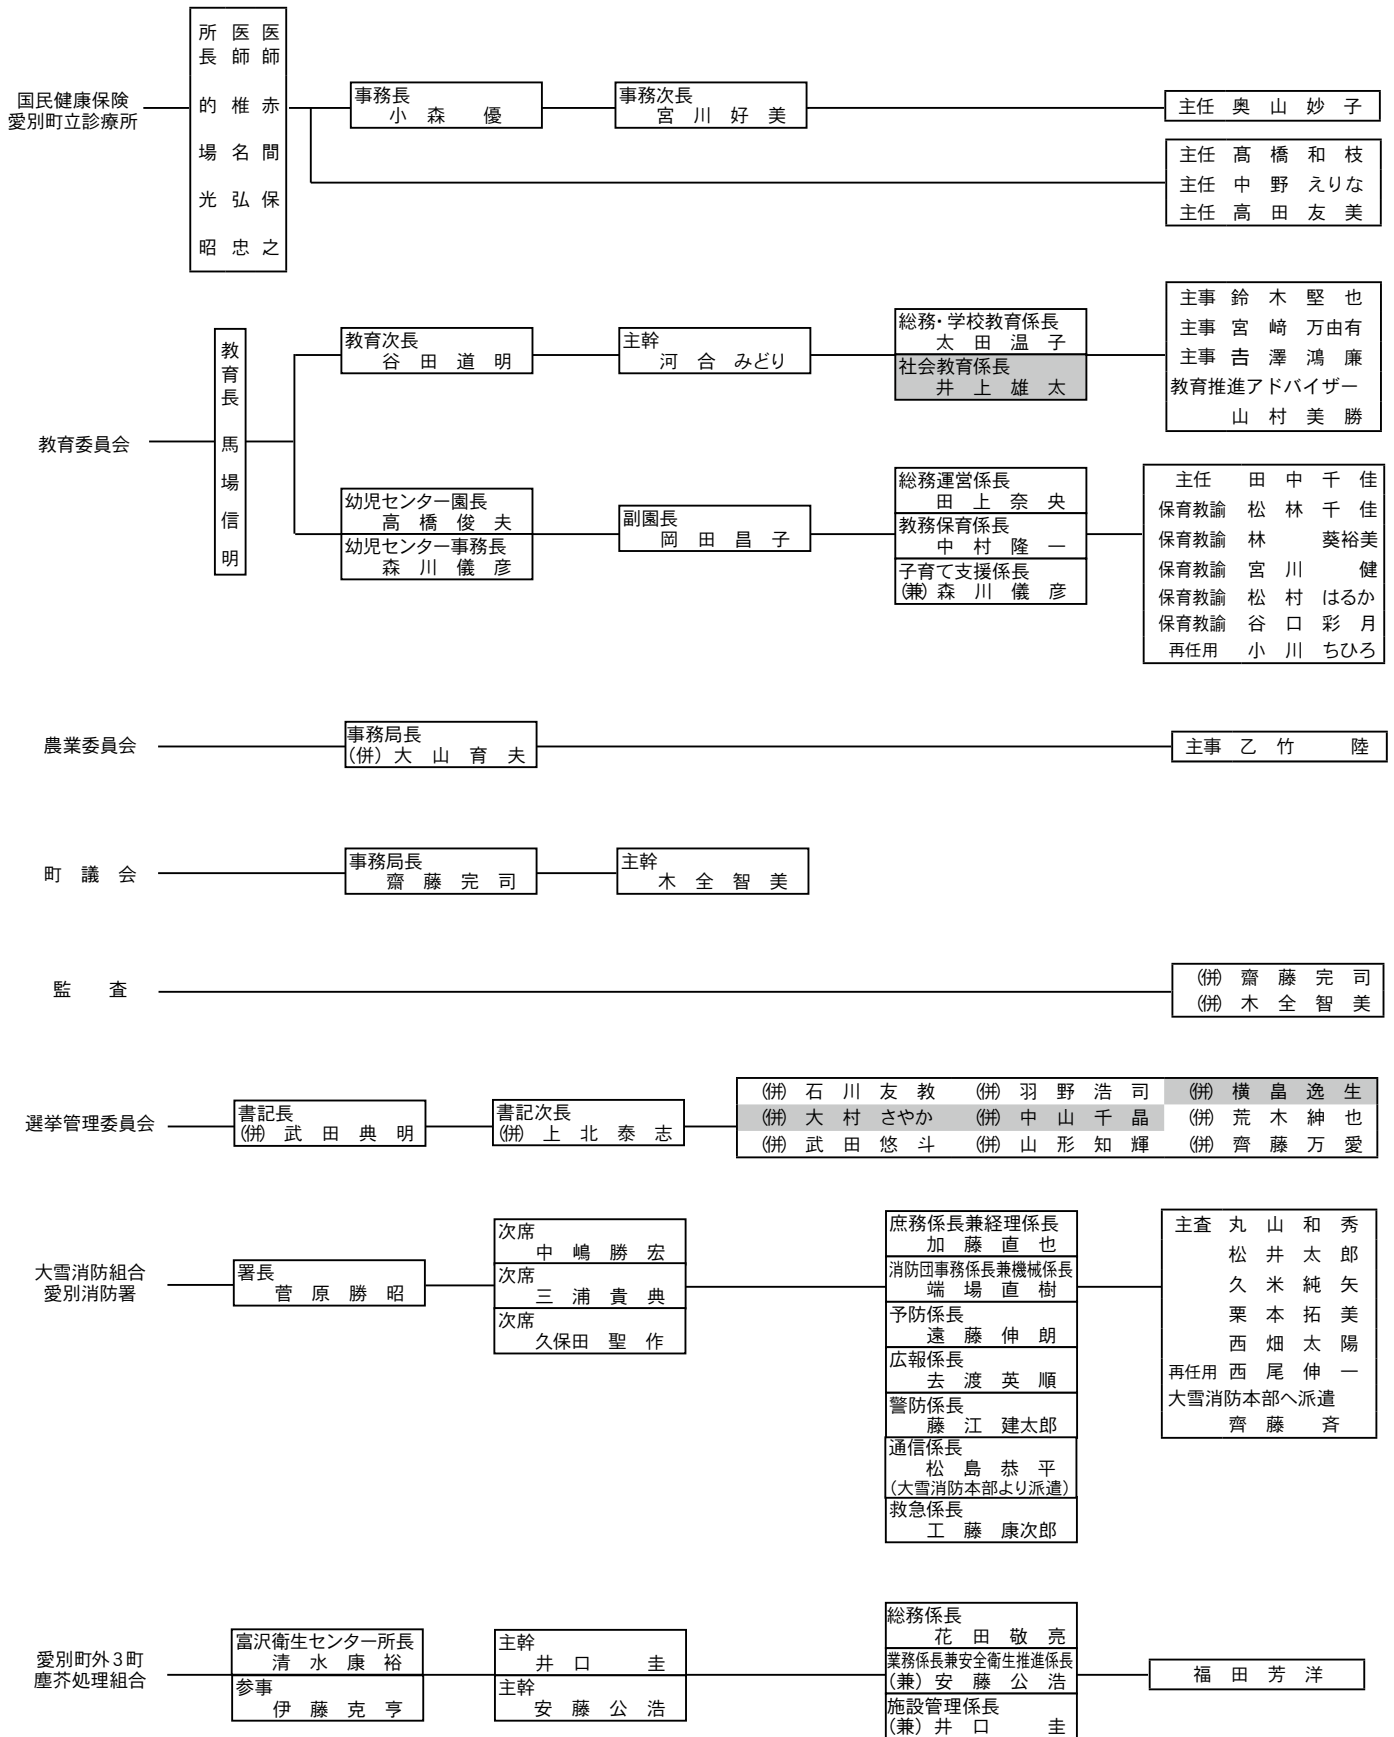 国民健康保険
愛別町立診療所
所長 的場光昭
医師 椎名弘忠
医師 赤間保之
事務長
小森 優
事務次長
宮川好美
主任 奥山妙子
主任 髙橋和枝
主任 中野えりな
主任 高田友美
教育委員会
教育長 馬場信明
教育次長
谷田道明
主幹
河合みどり
総務・学校教育係長
太田温子
社会教育係長
井上雄太
主事 鈴木堅也
主事 宮﨑万由有
主事 𠮷澤鴻廉
教育推進アドバイザー
山村美勝
幼児センター園長
高橋俊夫
幼児センター事務長
森川儀彦
副園長
岡田昌子
総務運営係長
田上奈央
教務保育係長
中村隆一
子育て支援係長
(兼) 森川儀彦
主任 田中千佳
保育教諭 松林千佳
保育教諭 林 葵裕美
保育教諭 宮川 健
保育教諭 松村はるか
保育教諭 谷口彩月
再任用 小川ちひろ
農業委員会
事務局長
(併) 大山育夫
主事 乙竹 陸
町議会
事務局長
齋藤完司
主幹
木全智美
監査
(併) 齋藤完司
(併) 木全智美
選挙管理委員会
書記長
(併) 武田典明
書記次長
(併) 上北泰志
(併) 石川友教 (併) 羽野浩司 (併) 横畠逸生
(併) 大村さやか (併) 中山千晶 (併) 荒木紳也
(併) 武田悠斗 (併) 山形知輝 (併) 齊藤万愛
大雪消防組合
愛別消防署
署長
菅原勝昭
次席
中嶋勝宏
次席
三浦貴典
次席
久保田聖作
庶務係長兼経理係長
加藤直也
消防団事務係長兼機械係長
端場直樹
予防係長
遠藤伸朗
広報係長
去渡英順
警防係長
藤江建太郎
通信係長
松島恭平
(大雪消防本部より派遣)
救急係長
工藤康次郎
主査 丸山和秀
松井太郎
久米純矢
栗本拓美
西畑太陽
再任用 西尾伸一
大雪消防本部へ派遣
齊藤 斉
愛別町外3町
塵芥処理組合
富沢衛生センター所長
清水康裕
参事
伊藤克亨
主幹
井口 圭
主幹
安藤公浩
総務係長
花田敬亮
業務係長兼安全衛生推進係長
(兼) 安藤公浩
施設管理係長
(兼) 井口 圭
福田芳洋